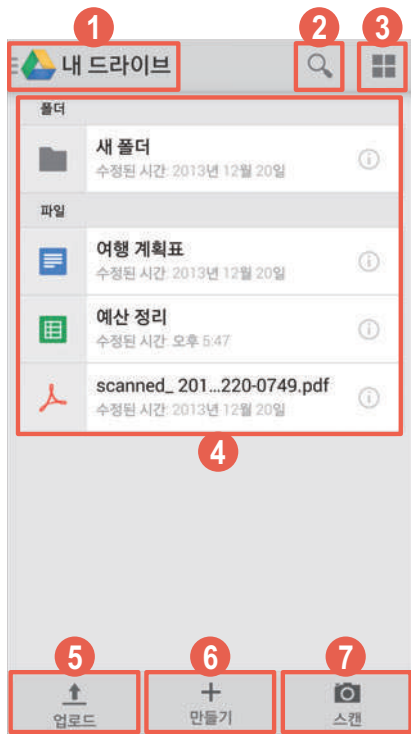 1 2 3
내 드라이브
폴더
새 폴더
수정된 시간: 2013년 12월 20일
파일
여행 계획표
수정된 시간: 2013년 12월 20일
예산 정리
수정된 시간: 오후 5:47
scanned_ 201...220-0749.pdf
수정된 시간: 2013년 12월 20일
4
5 6 7
업로드 만들기 스캔